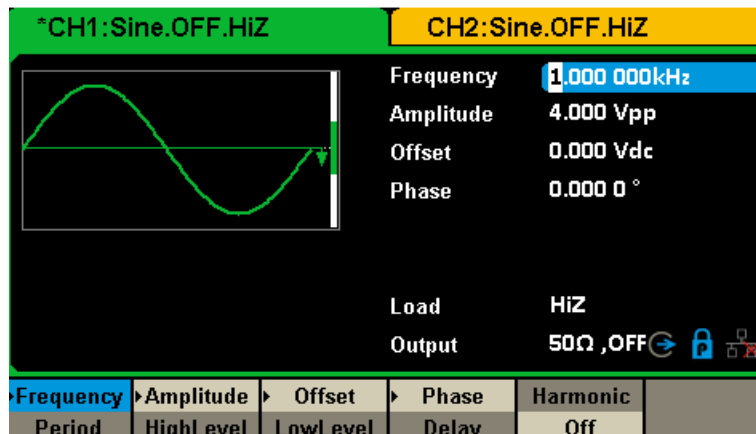 *CH1:Sine.OFF.HiZ
CH2:Sine.OFF.HiZ
Frequency 1.000 000kHz
Amplitude 4.000 Vpp
Offset 0.000 Vdc
Phase 0.000 0 °
Load HiZ
Output 50Ω ,OFF P
Frequency Amplitude Offset Phase Harmonic
Period HighLevel LowLevel Delay Off